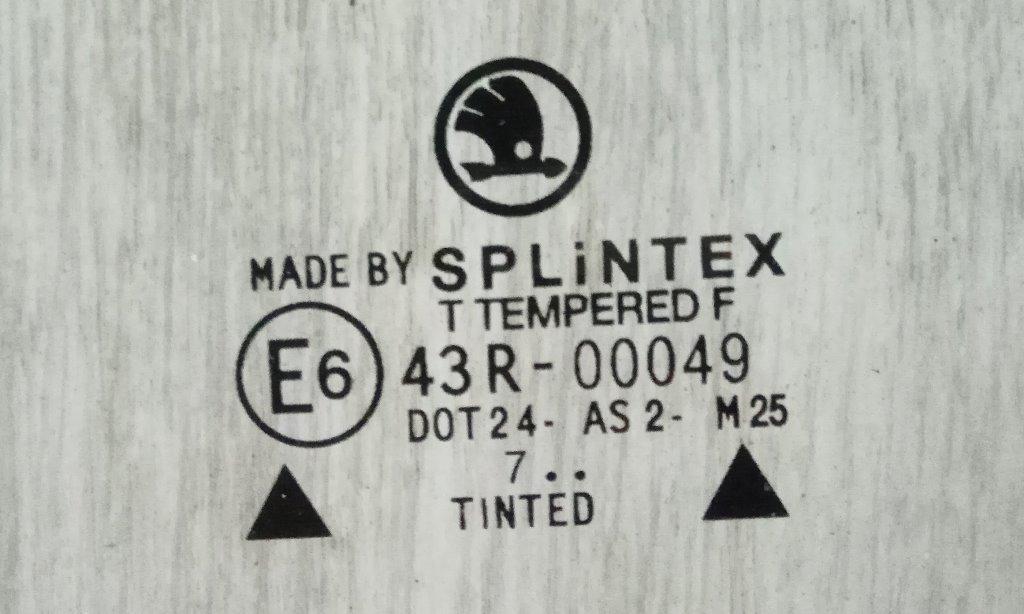 MADE BY SPLiNTEX
T TEMPERED F
E6 43R-00049
DOT24- AS2- M25
7..
TINTED